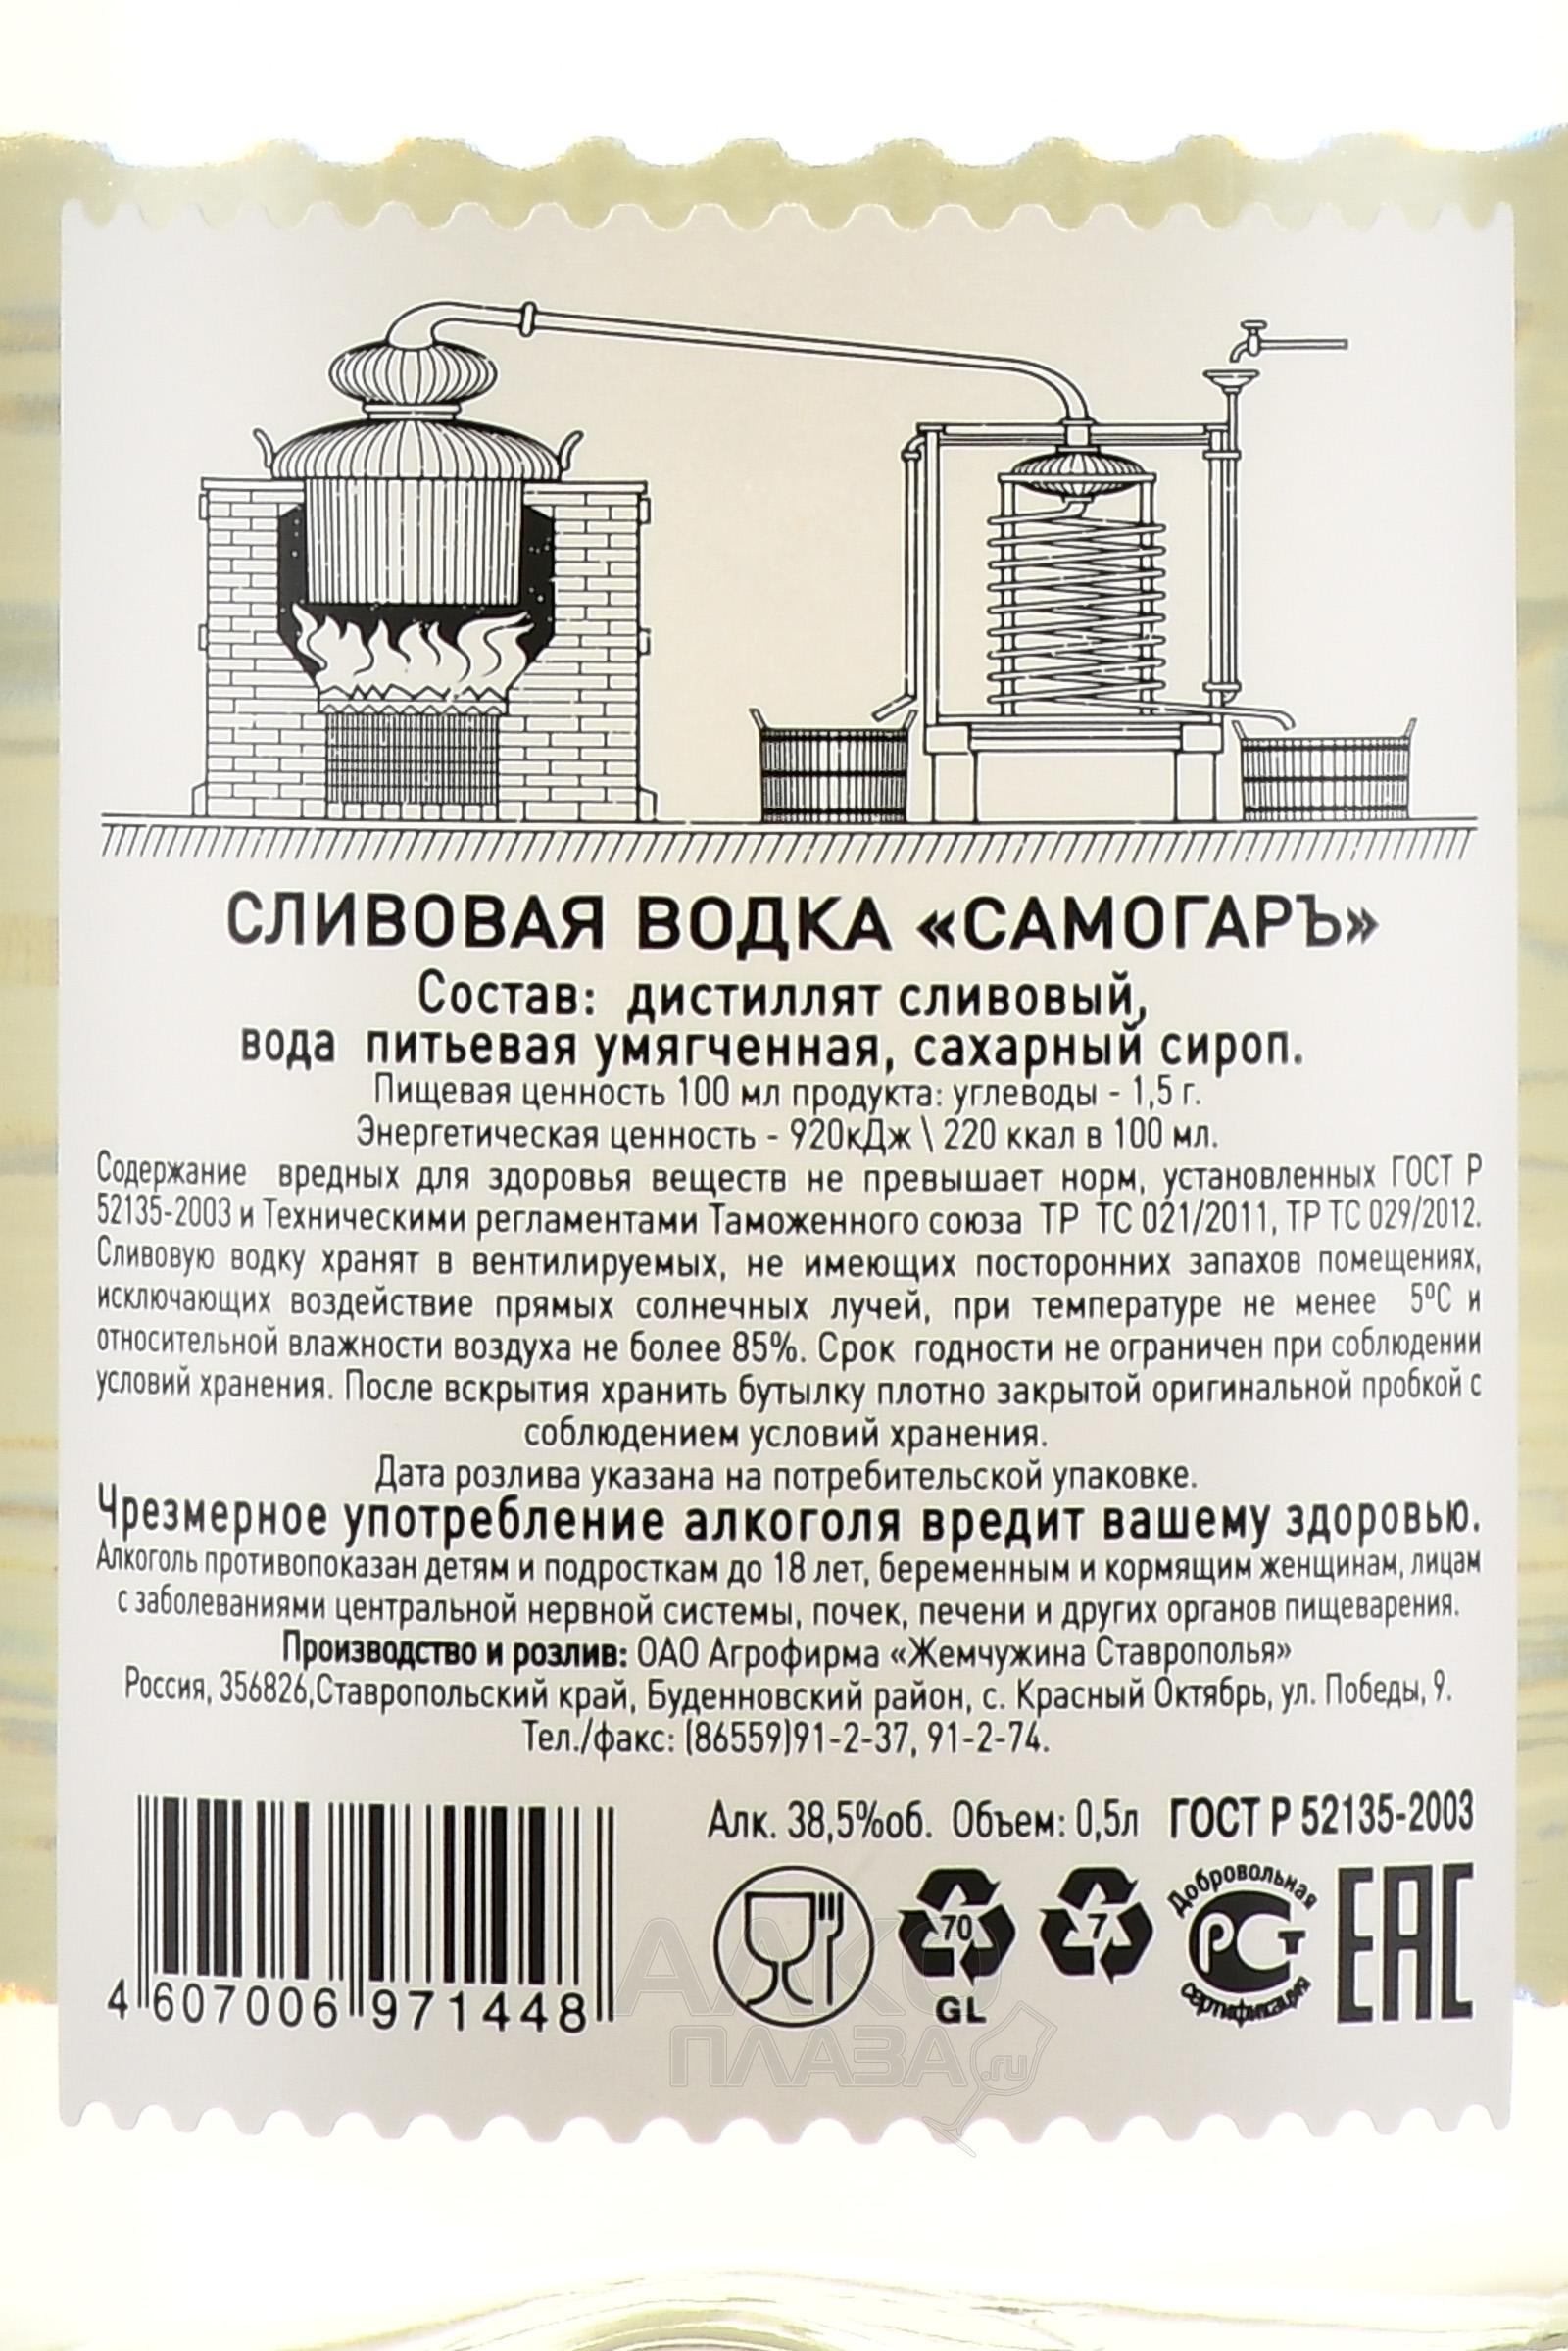 СЛИВОВАЯ ВОДКА «САМОГАРЪ»
Состав: дистиллят сливовый,
вода питьевая умягченная, сахарный сироп.
Пищевая ценность 100 мл продукта: углеводы - 1,5 г.
Энергетическая ценность - 920кДж \ 220 ккал в 100 мл.
Содержание вредных для здоровья веществ не превышает норм, установленных ГОСТ Р
52135-2003 и Техническими регламентами Таможенного союза ТР ТС 021/2011, ТР ТС 029/2012.
Сливовую водку хранят в вентилируемых, не имеющих посторонних запахов помещениях,
исключающих воздействие прямых солнечных лучей, при температуре не менее 5ºС и
относительной влажности воздуха не более 85%. Срок годности не ограничен при соблюдении
условий хранения. После вскрытия хранить бутылку плотно закрытой оригинальной пробкой с
соблюдением условий хранения.
Дата розлива указана на потребительской упаковке.
Чрезмерное употребление алкоголя вредит вашему здоровью.
Алкоголь противопоказан детям и подросткам до 18 лет, беременным и кормящим женщинам, лицам
с заболеваниями центральной нервной системы, почек, печени и других органов пищеварения.
Производство и розлив: ОАО Агрофирма «Жемчужина Ставрополья»
Россия, 356826,Ставропольский край, Буденновский район, с. Красный Октябрь, ул. Победы, 9.
Тел./факс: (86559)91-2-37, 91-2-74.
Алк. 38,5%об. Объем: 0,5л ГОСТ Р 52135-2003
70
GL
7
Добровольная
РСТ
сертификация
ЕАС
4 607006 971448
АЛКО
ПЛАЗА.ru